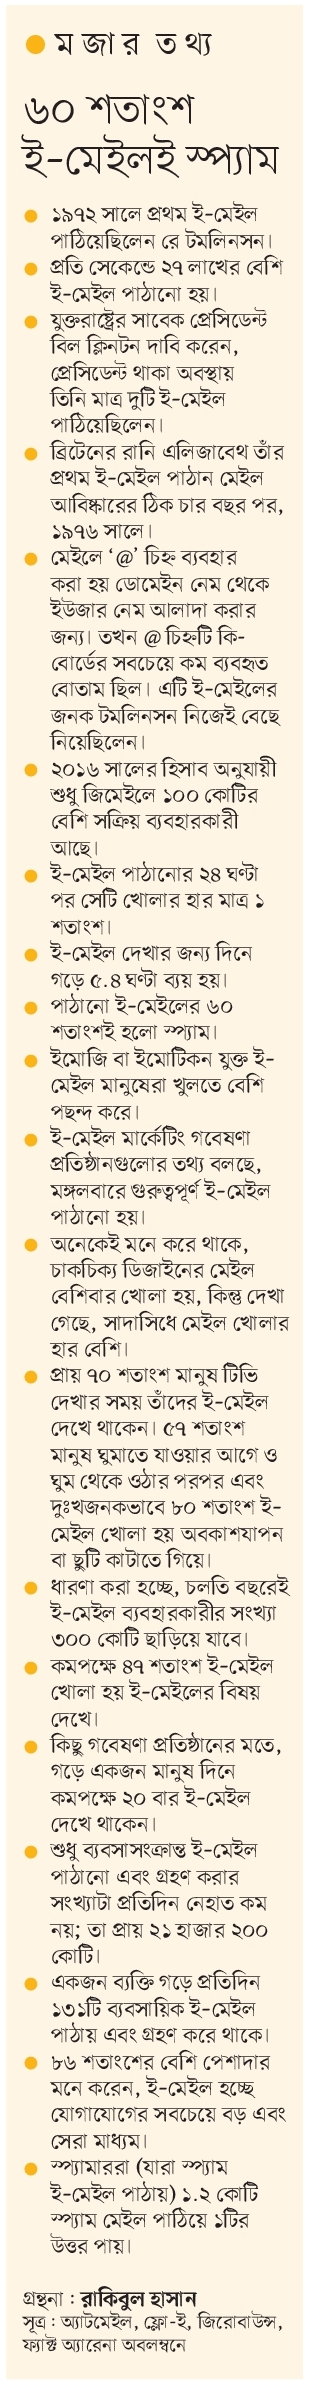 মজার তথ্য
৬০ শতাংশ
ই-মেইলই স্প্যাম
১৯৭২ সালে প্রথম ই-মেইল
পাঠিয়েছিলেন রে টমলিনসন।
প্রতি সেকেন্ডে ২৭ লাখের বেশি
ই-মেইল পাঠানো হয়।
যুক্তরাষ্ট্রের সাবেক প্রেসিডেন্ট
বিল ক্লিনটন দাবি করেন,
প্রেসিডেন্ট থাকা অবস্থায়
তিনি মাত্র দুটি ই-মেইল
পাঠিয়েছিলেন।
ব্রিটেনের রানি এলিজাবেথ তাঁর
প্রথম ই-মেইল পাঠান মেইল
আবিষ্কারের ঠিক চার বছর পর,
১৯৭৬ সালে।
মেইলে ‘@’ চিহ্ন ব্যবহার
করা হয় ডোমেইন নেম থেকে
ইউজার নেম আলাদা করার
জন্য। তখন @ চিহ্নটি কি-
বোর্ডের সবচেয়ে কম ব্যবহৃত
বোতাম ছিল। এটি ই-মেইলের
জনক টমলিনসন নিজেই বেছে
নিয়েছিলেন।
২০১৬ সালের হিসাব অনুযায়ী
শুধু জিমেইলে ১০০ কোটির
বেশি সক্রিয় ব্যবহারকারী
আছে।
ই-মেইল পাঠানোর ২৪ ঘণ্টা
পর সেটি খোলার হার মাত্র ১
শতাংশ।
ই-মেইল দেখার জন্য দিনে
গড়ে ৫.৪ ঘণ্টা ব্যয় হয়।
পাঠানো ই-মেইলের ৬০
শতাংশই হলো স্প্যাম।
ইমোজি বা ইমোটিকন যুক্ত ই-
মেইল মানুষেরা খুলতে বেশি
পছন্দ করে।
ই-মেইল মার্কেটিং গবেষণা
প্রতিষ্ঠানগুলোর তথ্য বলছে,
মঙ্গলবারে গুরুত্বপূর্ণ ই-মেইল
পাঠানো হয়।
অনেকেই মনে করে থাকে,
চাকচিক্য ডিজাইনের মেইল
বেশিবার খোলা হয়, কিন্তু দেখা
গেছে, সাদাসিধে মেইল খোলার
হার বেশি।
প্রায় ৭০ শতাংশ মানুষ টিভি
দেখার সময় তাঁদের ই-মেইল
দেখে থাকেন। ৫৭ শতাংশ
মানুষ ঘুমাতে যাওয়ার আগে ও
ঘুম থেকে ওঠার পরপর এবং
দুঃখজনকভাবে ৮০ শতাংশ ই-
মেইল খোলা হয় অবকাশযাপন
বা ছুটি কাটাতে গিয়ে।
ধারণা করা হচ্ছে, চলতি বছরেই
ই-মেইল ব্যবহারকারীর সংখ্যা
৩০০ কোটি ছাড়িয়ে যাবে।
কমপক্ষে ৪৭ শতাংশ ই-মেইল
খোলা হয় ই-মেইলের বিষয়
দেখে।
কিছু গবেষণা প্রতিষ্ঠানের মতে,
গড়ে একজন মানুষ দিনে
কমপক্ষে ২০ বার ই-মেইল
দেখে থাকেন।
শুধু ব্যবসাসংক্রান্ত ই-মেইল
পাঠানো এবং গ্রহণ করার
সংখ্যাটা প্রতিদিন নেহাত কম
নয়; তা প্রায় ২১ হাজার ২০০
কোটি।
একজন ব্যক্তি গড়ে প্রতিদিন
১৩১টি ব্যবসায়িক ই-মেইল
পাঠায় এবং গ্রহণ করে থাকে।
৮৬ শতাংশের বেশি পেশাদার
মনে করেন, ই-মেইল হচ্ছে
যোগাযোগের সবচেয়ে বড় এবং
সেরা মাধ্যম।
স্প্যামাররা (যারা স্প্যাম
ই-মেইল পাঠায়) ১.২ কোটি
স্প্যাম মেইল পাঠিয়ে ১টির
উত্তর পায়।
গ্রন্থনা : রাকিবুল হাসান
সূত্র : অ্যাটমেইল, ফ্লো-ই, জিরোবাউন্স,
ফ্যাক্ট অ্যারেনা অবলম্বনে